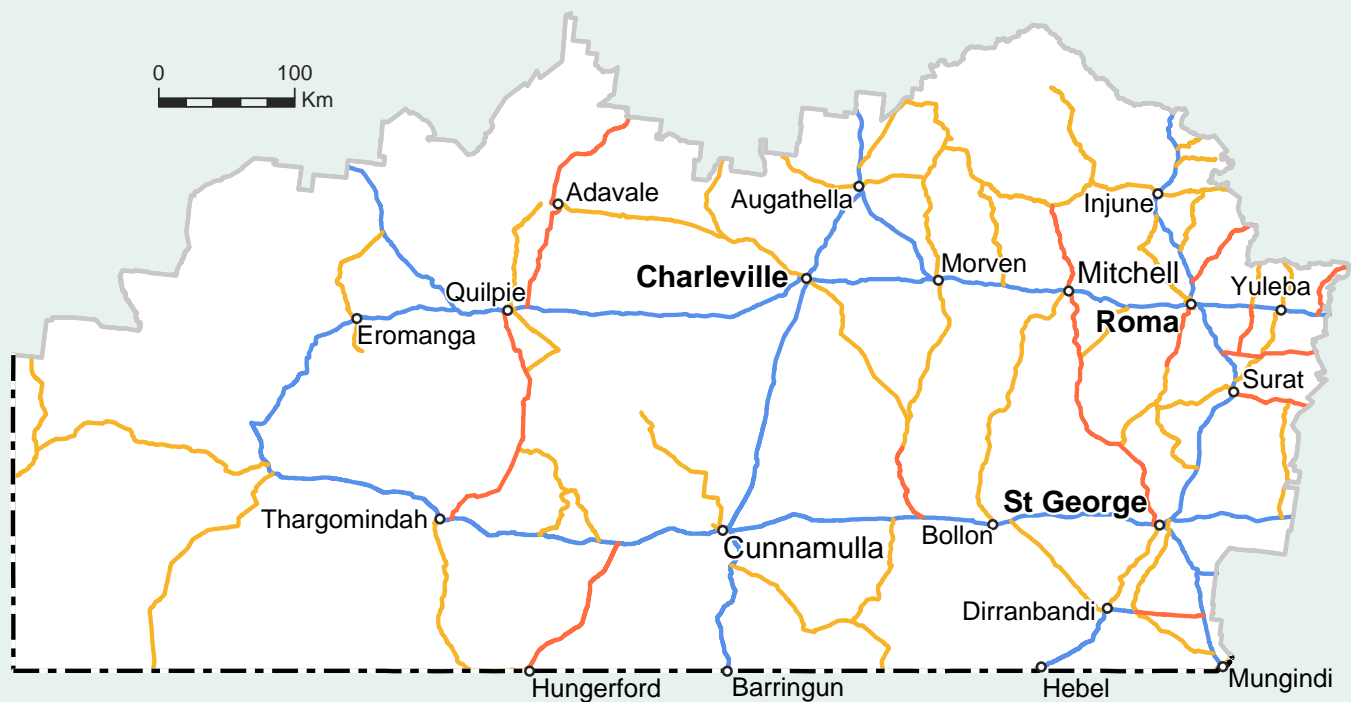 0 100
Km
Adavale
Augathella
Injune
Charleville
Morven
Mitchell
Quilpie
Yuleba
Eromanga
Roma
Surat
St George
Thargomindah
Bollon
Cunnamulla
Dirranbandi
Hungerford
Barringun
Hebel
Mungindi